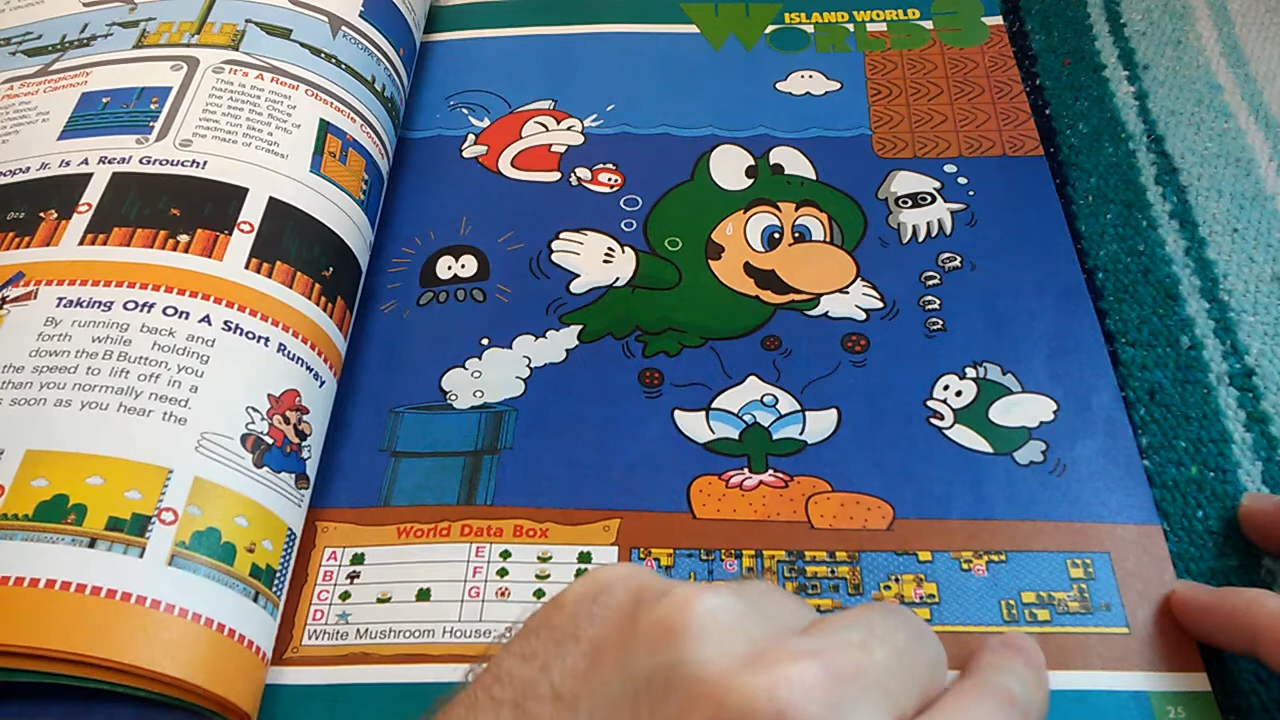 KOOPA'S
A Strategically
Placed Cannon
It's A Real Obstacle Course
This is the most
hazardous part of
the Airship. Once
you see the floor of
the ship scroll into
view, run like a
madman through
the maze of crates!
oopa Jr. Is A Real Grouch!
Taking Off On A Short Runway
By running back and
forth while holding
down the B Button, you
the speed to lift off in a
than you normally need.
soon as you hear the
ISLAND WORLD
WORLD 3
World Data Box
A
B
C
D
E
F
G
White Mushroom House: 3
A
C
G
F
25